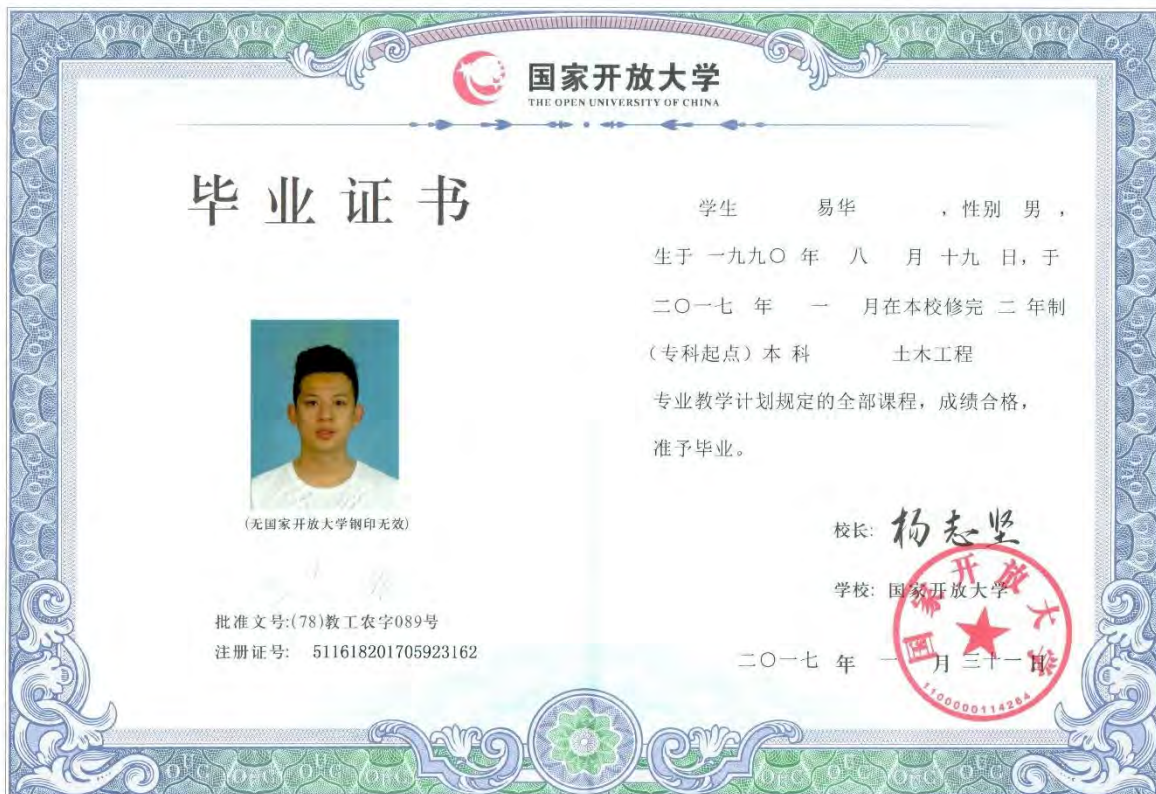 国家开放大学
THE OPEN UNIVERSITY OF CHINA
毕业证书
学生 易华 ，性别 男 ，
生于 一九九〇 年 八 月 十九 日，于
二〇一七 年 一 月在本校修完 二 年制
（专科起点）本 科 土木工程
专业教学计划规定的全部课程，成绩合格，
准予毕业。
(无国家开放大学钢印无效)
批准文号:(78)教工农字089号
注册证号: 511618201705923162
校长: 杨志坚
学校: 国家开放大学
二〇一七 年 一 月 三十一日
国家开放大学
1100000114264